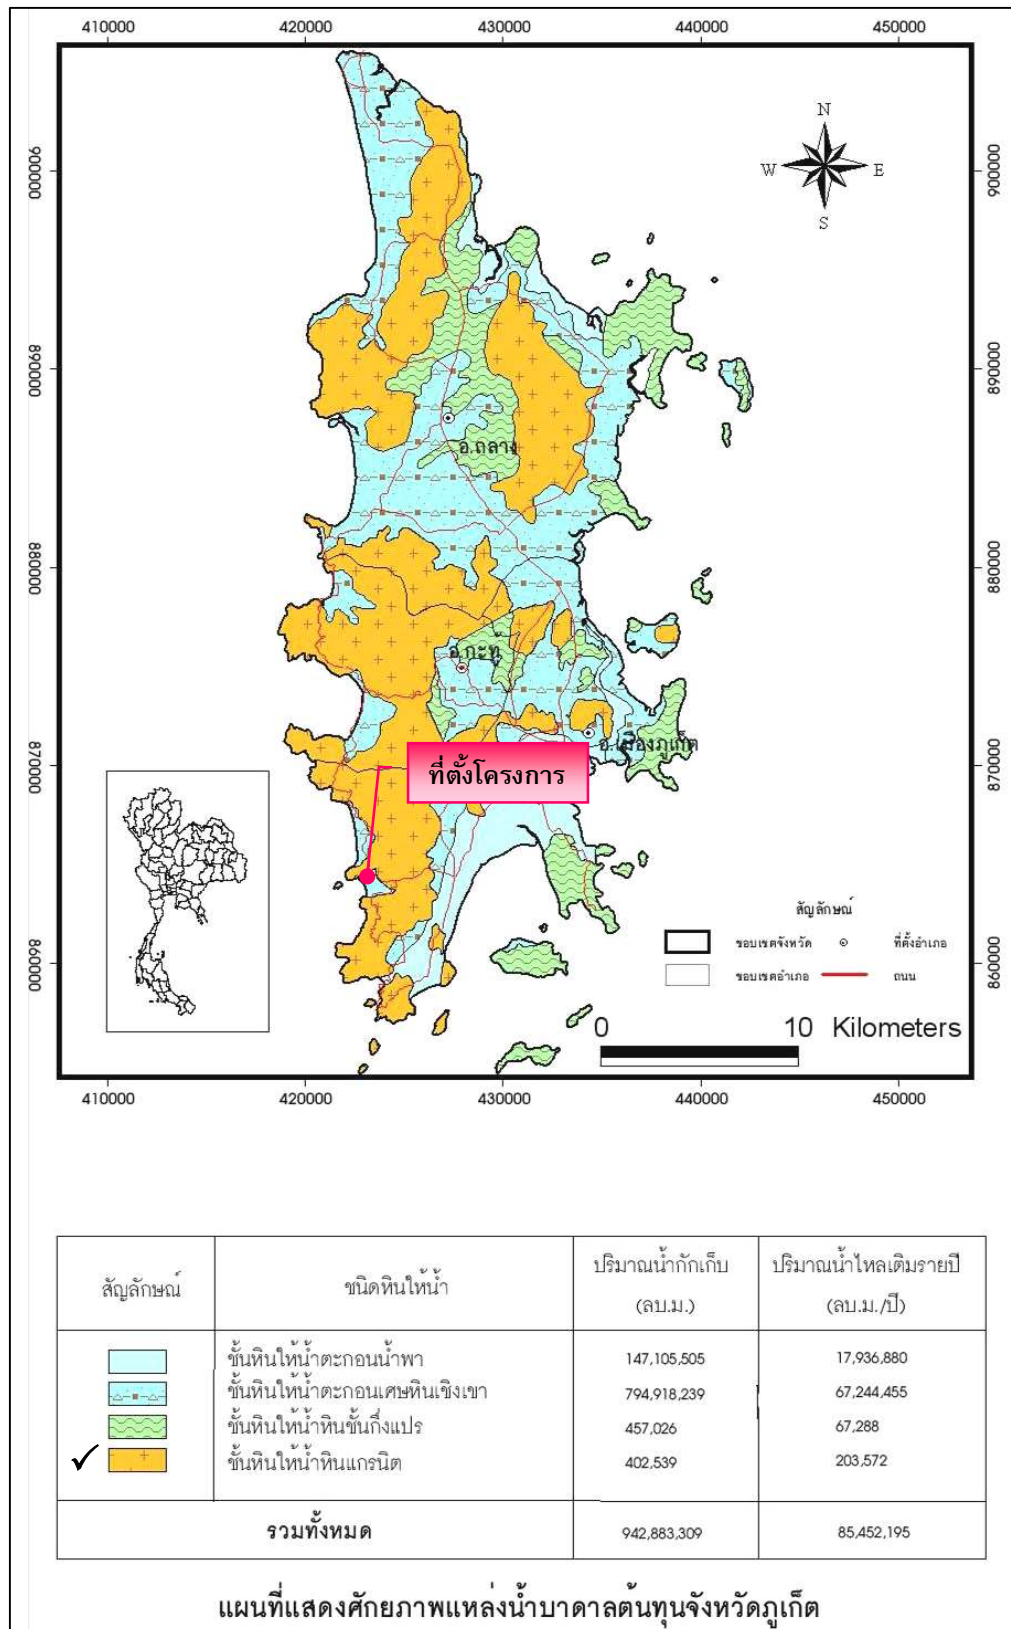 410000 420000 430000 440000 450000
N
W E
S
900000 900000
890000 890000
อ.ถลาง
880000 880000
อ.กะทู้
อ.เมืองภูเก็ต
870000 870000
ที่ตั้งโครงการ
สัญลักษณ์
ขอบเขตจังหวัด ที่ตั้งอำเภอ
ขอบเขตอำเภอ ถนน
860000 860000
0 10 Kilometers
410000 420000 430000 440000 450000
สัญลักษณ์ ชนิดหินให้น้ำ ปริมาณน้ำกักเก็บ ปริมาณน้ำไหลเติมรายปี
(ลบ.ม.) (ลบ.ม./ปี)
ชั้นหินให้น้ำตะกอนน้ำพา 147,105,505 17,936,880
ชั้นหินให้น้ำตะกอนเศษหินเชิงเขา 794,918,239 67,244,455
ชั้นหินให้น้ำหินชั้นกึ่งแปร 457,026 67,288
✓ ชั้นหินให้น้ำหินแกรนิต 402,539 203,572
รวมทั้งหมด 942,883,309 85,452,195
แผนที่แสดงศักยภาพแหล่งน้ำบาดาลต้นทุนจังหวัดภูเก็ต